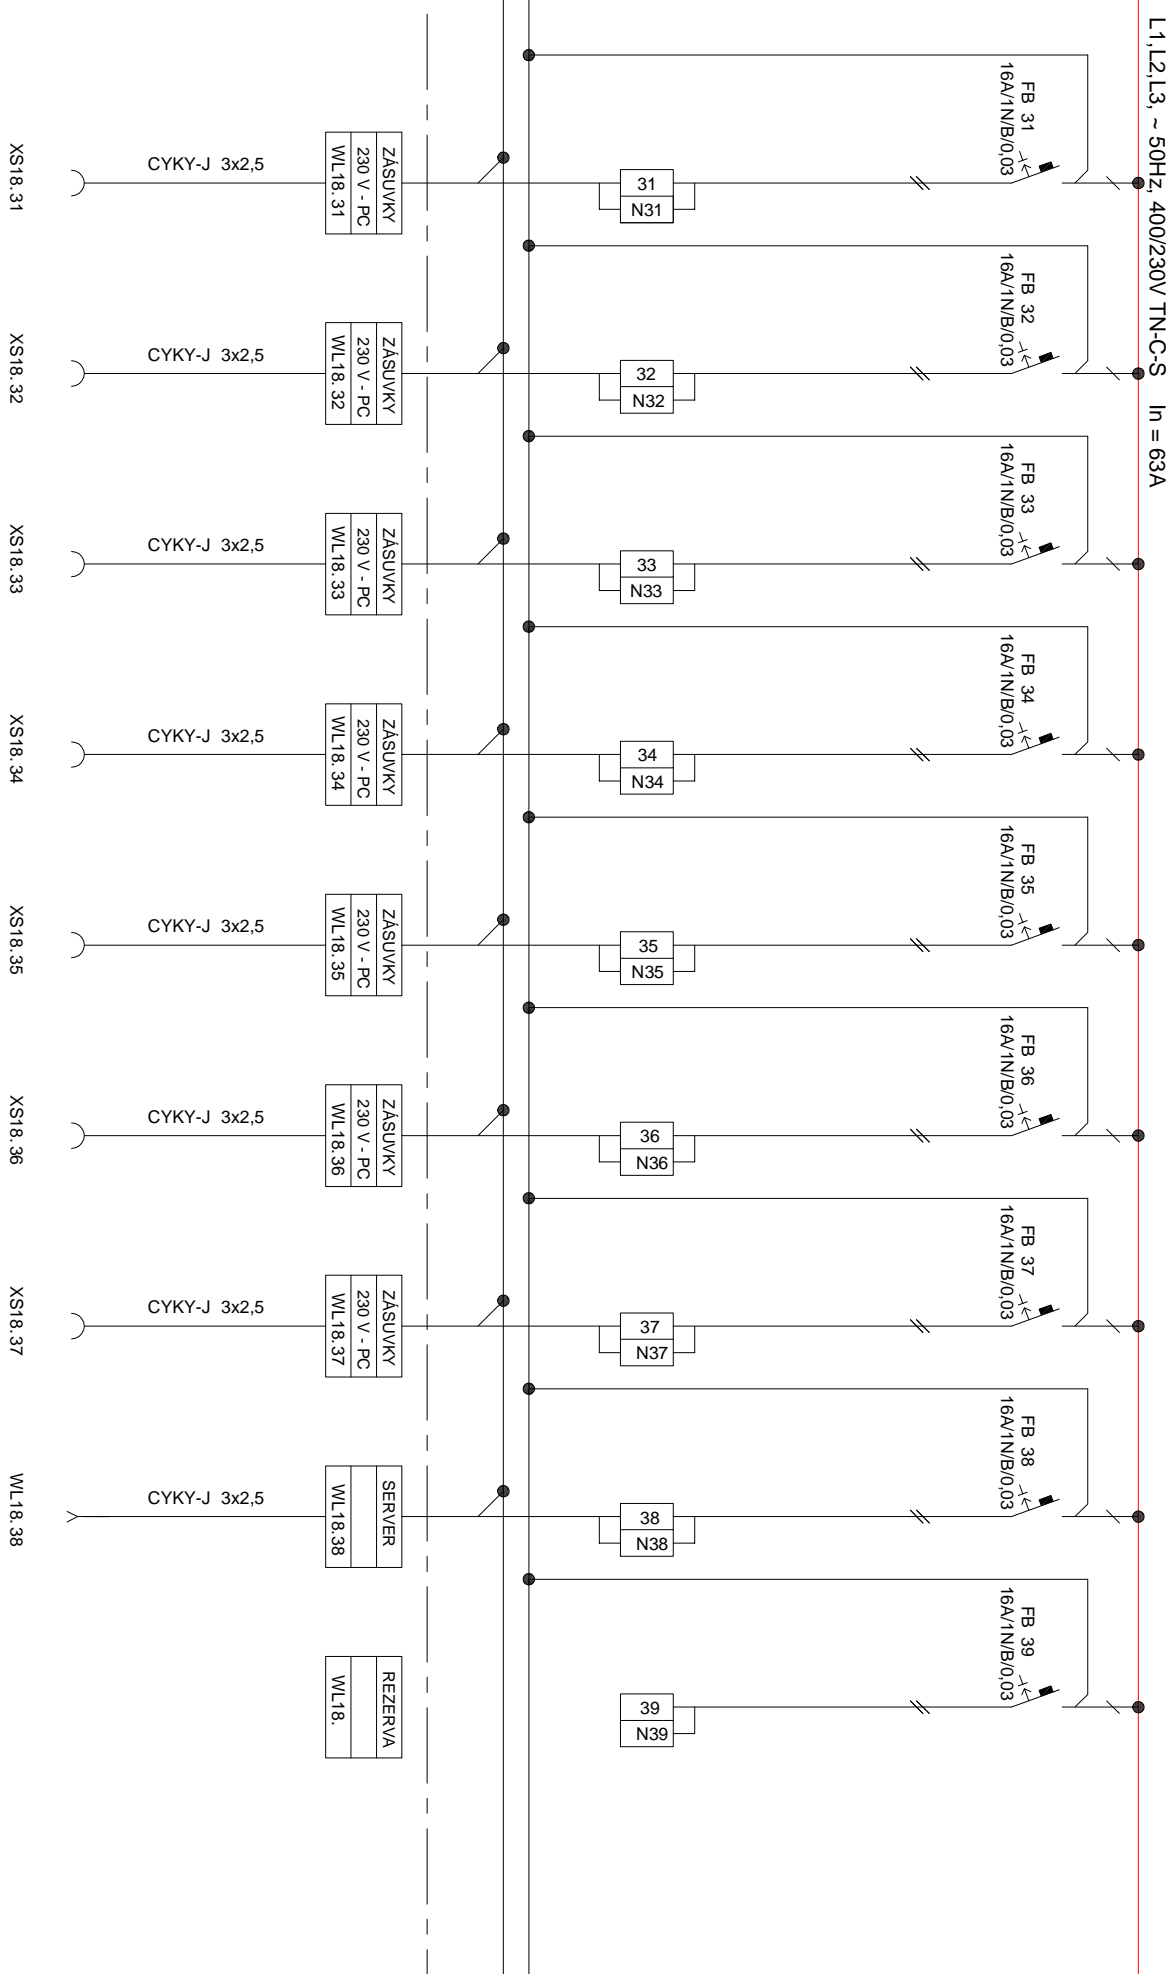 L1,L2,L3, ~ 50Hz, 400/230V TN-C-S In = 63A
FB 31
16A/1N/B/0,03
31
N31
ZÁSUVKY
230 V - PC
WL18.31
CYKY-J 3x2,5
XS18.31
FB 32
16A/1N/B/0,03
32
N32
ZÁSUVKY
230 V - PC
WL18.32
CYKY-J 3x2,5
XS18.32
FB 33
16A/1N/B/0,03
33
N33
ZÁSUVKY
230 V - PC
WL18.33
CYKY-J 3x2,5
XS18.33
FB 34
16A/1N/B/0,03
34
N34
ZÁSUVKY
230 V - PC
WL18.34
CYKY-J 3x2,5
XS18.34
FB 35
16A/1N/B/0,03
35
N35
ZÁSUVKY
230 V - PC
WL18.35
CYKY-J 3x2,5
XS18.35
FB 36
16A/1N/B/0,03
36
N36
ZÁSUVKY
230 V - PC
WL18.36
CYKY-J 3x2,5
XS18.36
FB 37
16A/1N/B/0,03
37
N37
ZÁSUVKY
230 V - PC
WL18.37
CYKY-J 3x2,5
XS18.37
FB 38
16A/1N/B/0,03
38
N38
SERVER
WL18.38
CYKY-J 3x2,5
WL18.38
FB 39
16A/1N/B/0,03
39
N39
REZERVA
WL18.